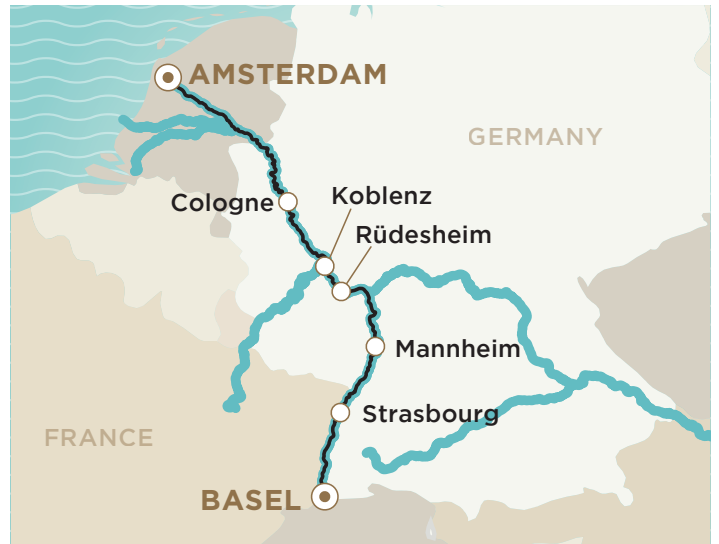 AMSTERDAM
GERMANY
Koblenz
Cologne
Rüdesheim
Mannheim
Strasbourg
FRANCE
BASEL